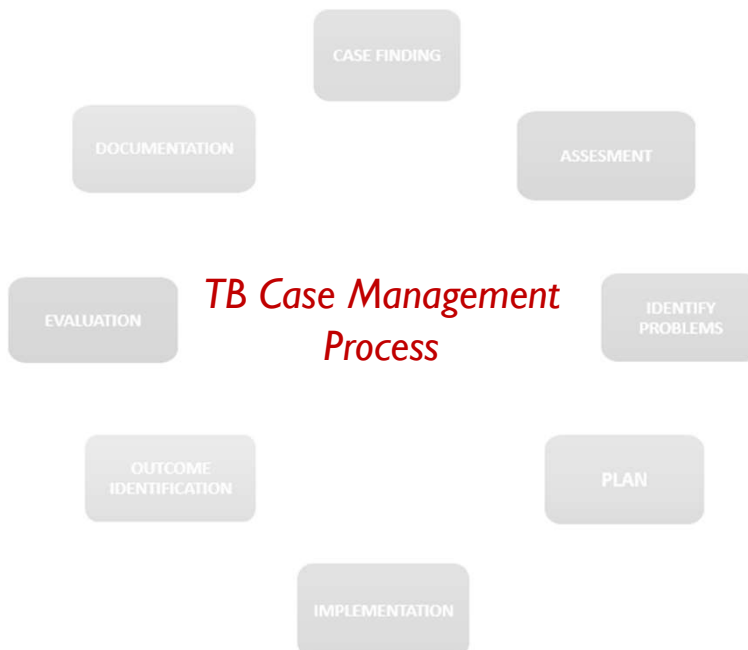 CASE FINDING
DOCUMENTATION
ASSESMENT
TB Case Management
Process
EVALUATION
IDENTIFY
PROBLEMS
OUTCOME
IDENTIFICATION
PLAN
IMPLEMENTATION